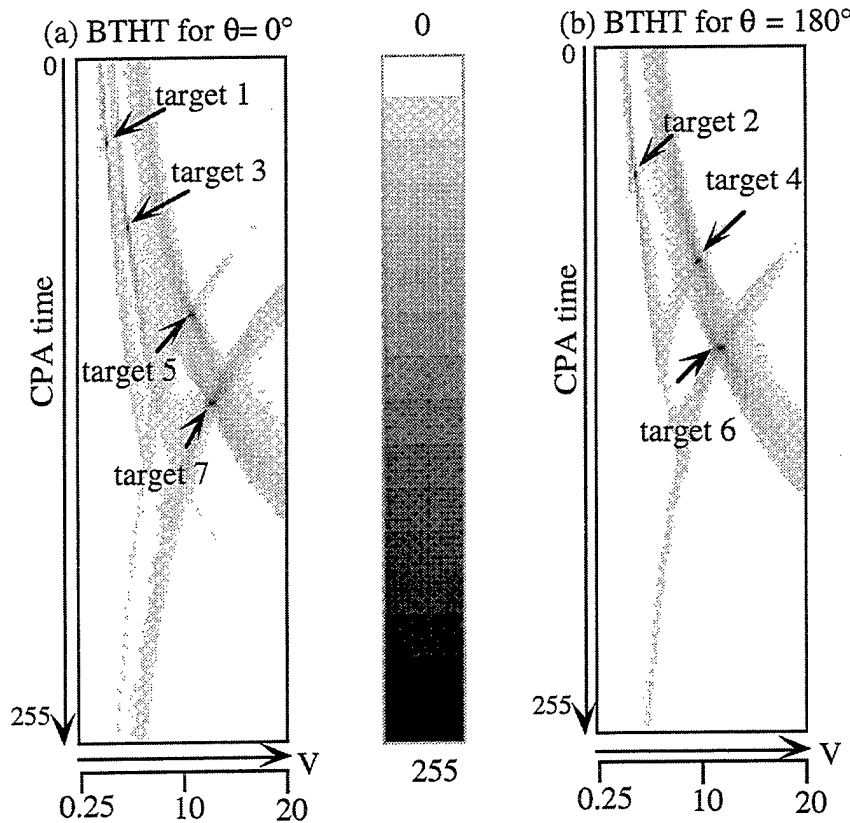 (a) BTHT for θ= 0°
0
target 1
target 3
target 5
target 7
CPA time
255
V
0.25 10 20
0
255
(b) BTHT for θ = 180°
0
target 2
target 4
target 6
CPA time
255
V
0.25 10 20